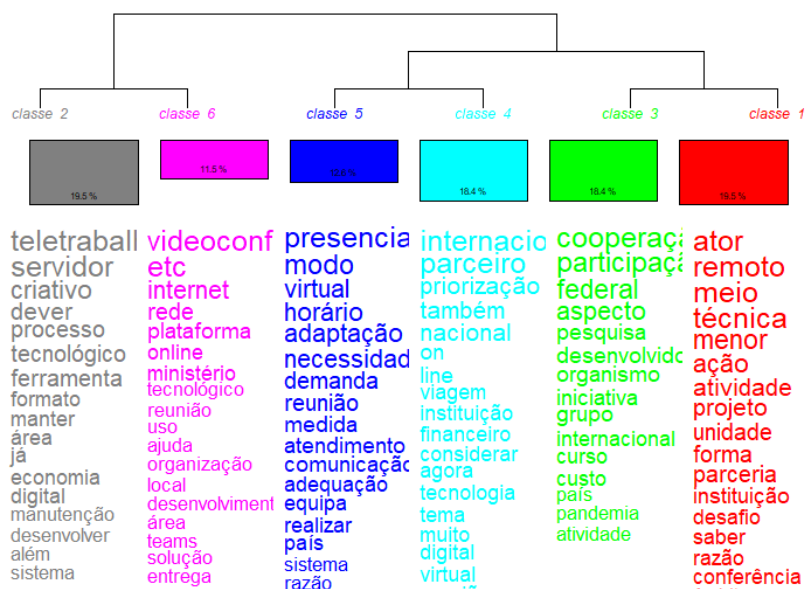 classe 2
classe 6
classe 5
classe 4
classe 3
classe 1
19.5 %
11.5 %
12.6 %
18.4 %
18.4 %
19.5 %
teletraball
servidor
criativo
dever
processo
tecnológico
ferramenta
formato
manter
área
já
economia
digital
manutenção
desenvolver
além
sistema
videoconf
etc
internet
rede
plataforma
online
ministério
tecnológico
reunião
uso
ajuda
organização
local
desenvolviment
área
teams
solução
entrega
presencia
modo
virtual
horário
adaptação
necessidad
demanda
reunião
medida
atendimento
comunicação
adequação
equipa
realizar
país
sistema
razão
internacio
parceiro
priorização
também
nacional
on
line
viagem
instituição
financeiro
considerar
agora
tecnologia
tema
muito
digital
virtual
cooperaç
participaç
federal
aspecto
pesquisa
desenvolvido
organismo
iniciativa
grupo
internacional
curso
custo
país
pandemia
atividade
ator
remoto
meio
técnica
menor
ação
atividade
projeto
unidade
forma
parceria
instituição
desafio
saber
razão
conferência